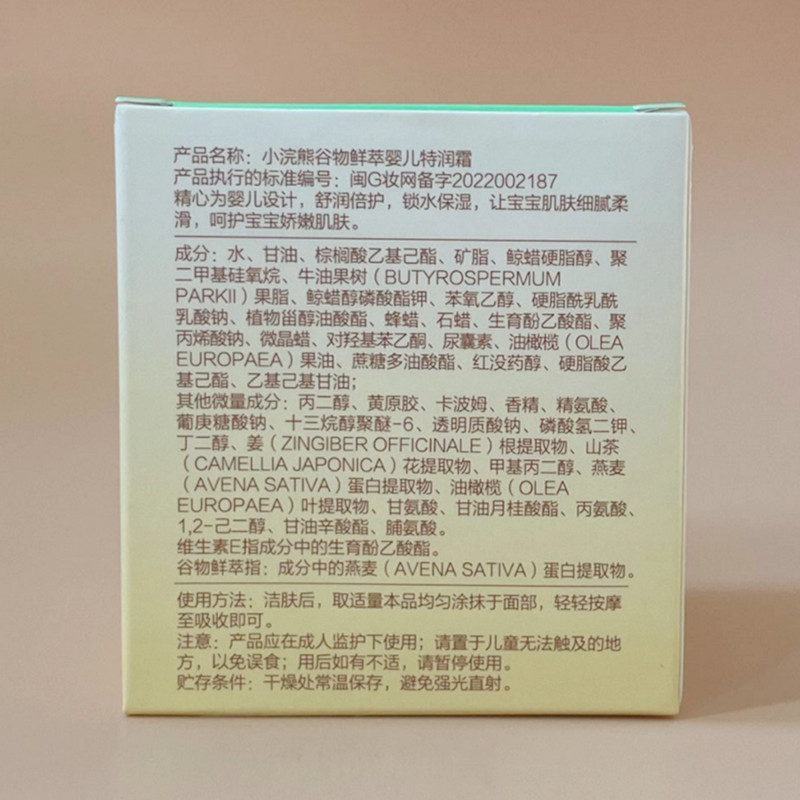 产品名称：小浣熊谷物鲜萃婴儿特润霜
产品执行的标准编号：闽G妆网备字2022002187
精心为婴儿设计，舒润倍护，锁水保湿，让宝宝肌肤细腻柔
滑，呵护宝宝娇嫩肌肤。
成分：水、甘油、棕榈酸乙基己酯、矿脂、鲸蜡硬脂醇、聚
二甲基硅氧烷、牛油果树（BUTYROSPERMUM
PARKII）果脂、鲸蜡醇磷酸酯钾、苯氧乙醇、硬脂酰乳酰
乳酸钠、植物甾醇油酸酯、蜂蜡、石蜡、生育酚乙酸酯、聚
丙烯酸钠、微晶蜡、对羟基苯乙酮、尿囊素、油橄榄（OLEA
EUROPAEA）果油、蔗糖多油酸酯、红没药醇、硬脂酸乙
基己酯、乙基己基甘油；
其他微量成分：丙二醇、黄原胶、卡波姆、香精、精氨酸、
葡庚糖酸钠、十三烷醇聚醚-6、透明质酸钠、磷酸氢二钾、
丁二醇、姜（ZINGIBER OFFICINALE）根提取物、山茶
（CAMELLIA JAPONICA）花提取物、甲基丙二醇、燕麦
（AVENA SATIVA）蛋白提取物、油橄榄（OLEA
EUROPAEA）叶提取物、甘氨酸、甘油月桂酸酯、丙氨酸、
1,2-己二醇、甘油辛酸酯、脯氨酸。
维生素E指成分中的生育酚乙酸酯。
谷物鲜萃指：成分中的燕麦（AVENA SATIVA）蛋白提取物。
使用方法：洁肤后，取适量本品均匀涂抹于面部，轻轻按摩
至吸收即可。
注意：产品应在成人监护下使用；请置于儿童无法触及的地
方，以免误食；用后如有不适，请暂停使用。
贮存条件：干燥处常温保存，避免强光直射。